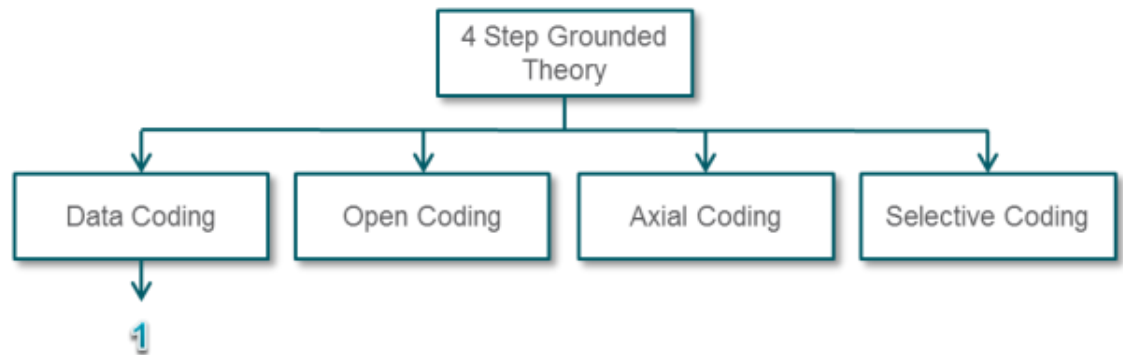 4 Step Grounded
Theory
Data Coding
Open Coding
Axial Coding
Selective Coding
1